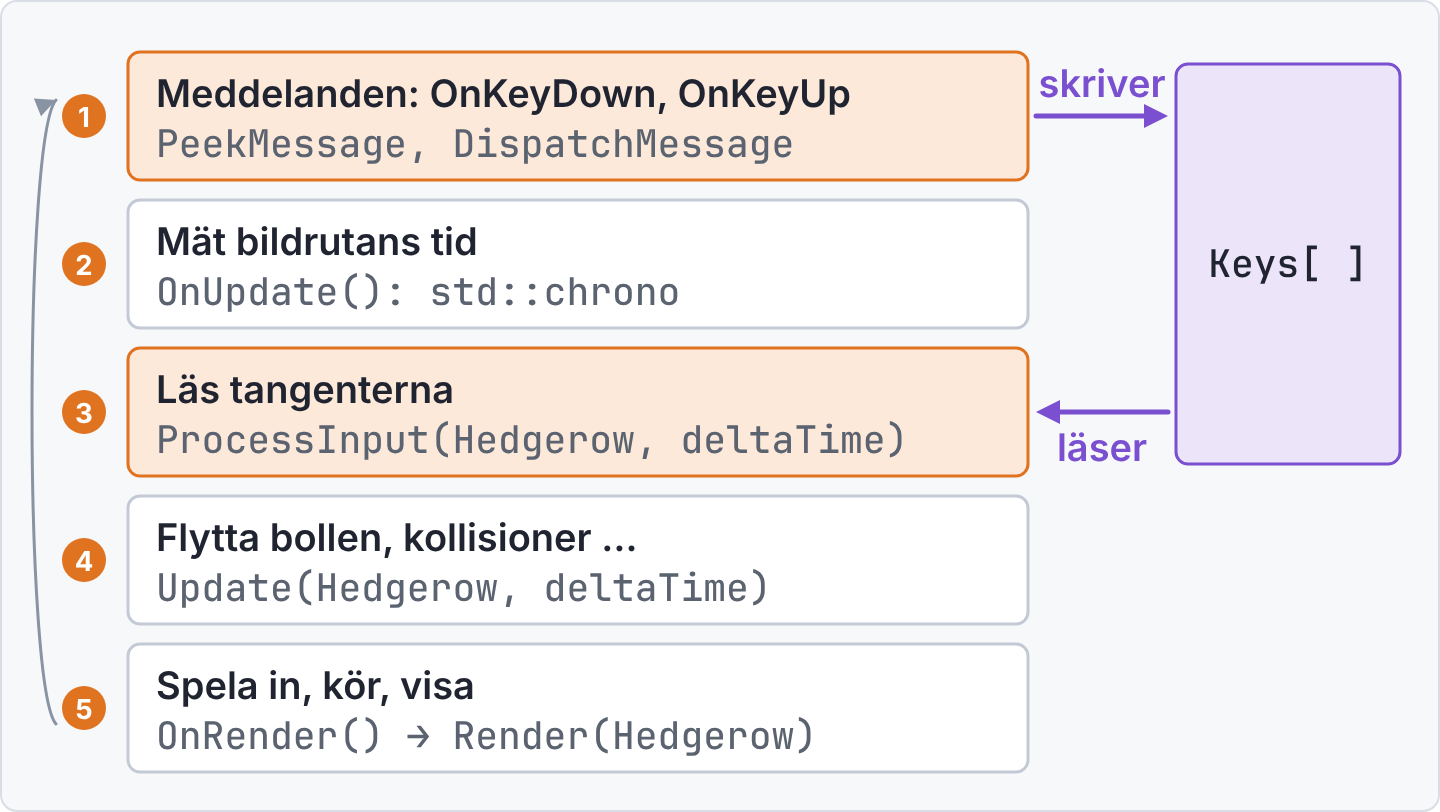 1
Meddelanden: OnKeyDown, OnKeyUp
PeekMessage, DispatchMessage
skriver
2
Mät bildrutans tid
OnUpdate(): std::chrono
Keys[ ]
3
Läs tangenterna
ProcessInput(Hedgerow, deltaTime)
läser
4
Flytta bollen, kollisioner …
Update(Hedgerow, deltaTime)
5
Spela in, kör, visa
OnRender() → Render(Hedgerow)